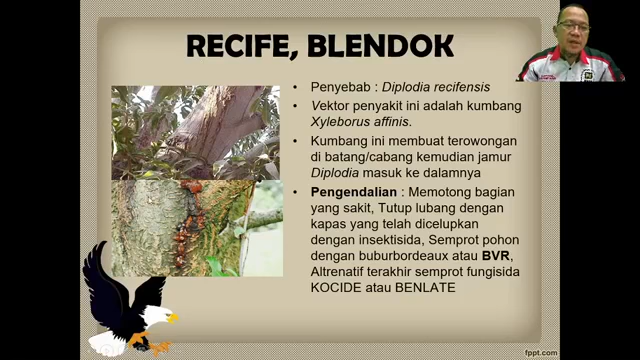 RECIFE, BLENDOK
• Penyebab : Diplodia recifensis
• Vektor penyakit ini adalah kumbang
Xyleborus affinis.
• Kumbang ini membuat terowongan
di batang/cabang kemudian jamur
Diplodia masuk ke dalamnya
• Pengendalian : Memotong bagian
yang sakit, Tutup lubang dengan
kapas yang telah dicelupkan
dengan insektisida, Semprot pohon
dengan buburbordeaux atau BVR,
Altrenatif terakhir semprot fungisida
KOCIDE atau BENLATE
fppt.com